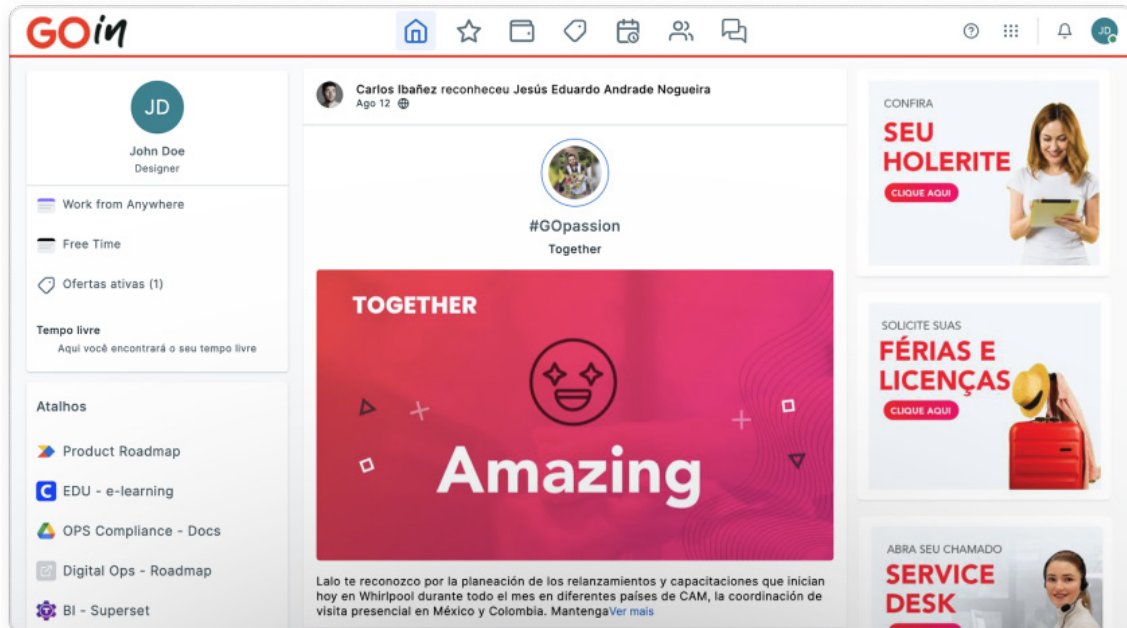 GOin
JD
JD
John Doe
Designer
Work from Anywhere
Free Time
Ofertas ativas (1)
Tempo livre
Aqui você encontrará o seu tempo livre
Atalhos
Product Roadmap
C EDU - e-learning
OPS Compliance - Docs
Digital Ops - Roadmap
BI - Superset
Carlos Ibañez reconheceu Jesús Eduardo Andrade Nogueira
Ago 12
#GOpassion
Together
TOGETHER
Amazing
Lalo te reconozco por la planeación de los relanzamientos y capacitaciones que inician
hoy en Whirlpool durante todo el mes en diferentes países de CAM, la coordinación de
visita presencial en México y Colombia. MantengaVer mais
CONFIRA
SEU
HOLERITE
CLIQUE AQUI
SOLICITE SUAS
FÉRIAS E
LICENÇAS
CLIQUE AQUI
ABRA SEU CHAMADO
SERVICE
DESK